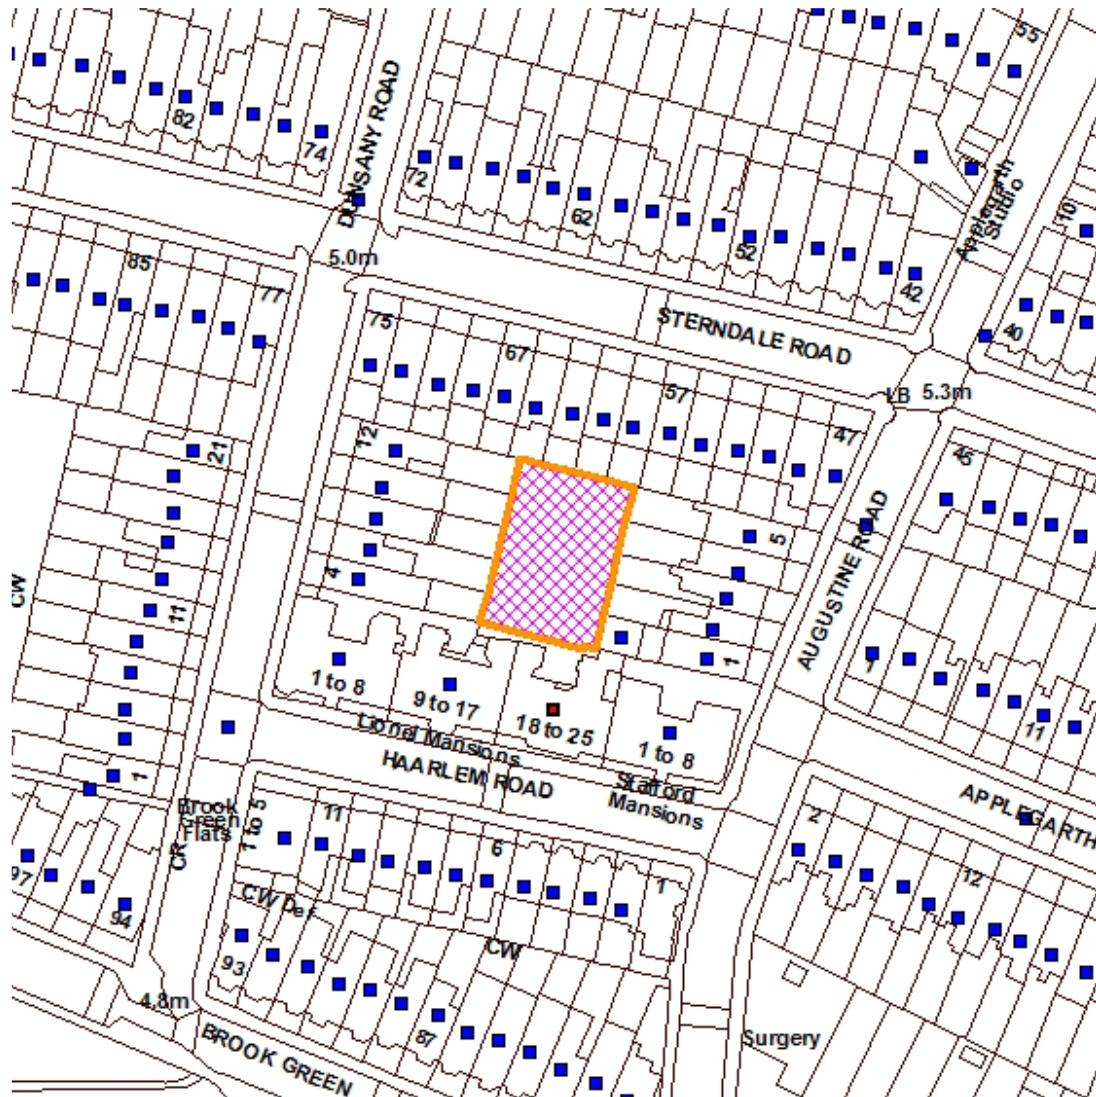 55
82
74
DUNSANY ROAD
72
62
52
42
Applegarth
Studio
10
40
85
77
5.0m
STERNDALE ROAD
75
67
57
47
LB 5.3m
45
12
21
5
4
11
CW
AUGUSTINE ROAD
1
1
11
1 to 8
9 to 17
18 to 25
1 to 8
Lionel Mansions
HAARLEM ROAD
Stafford
Mansions
APPLEGARTH
1
Brook
Green
Flats
1 to 5
11
6
1
2
12
CR
97
94
CW Def
CW
93
87
4.8m
BROOK GREEN
Surgery